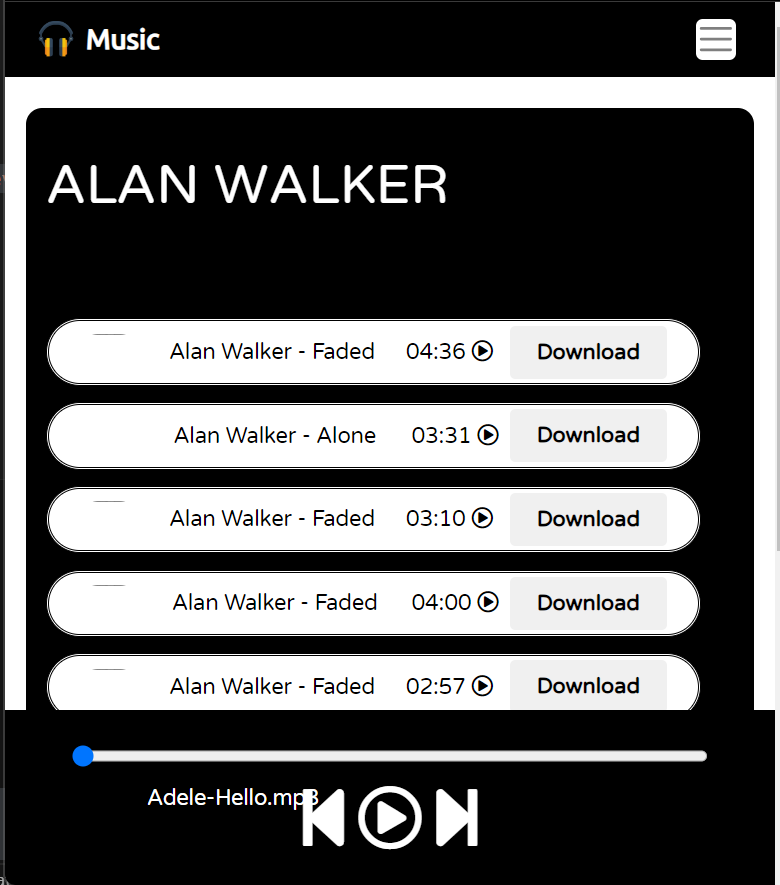 Music
ALAN WALKER
Alan Walker - Faded 04:36 Download
Alan Walker - Alone 03:31 Download
Alan Walker - Faded 03:10 Download
Alan Walker - Faded 04:00 Download
Alan Walker - Faded 02:57 Download
Adele-Hello.mp3